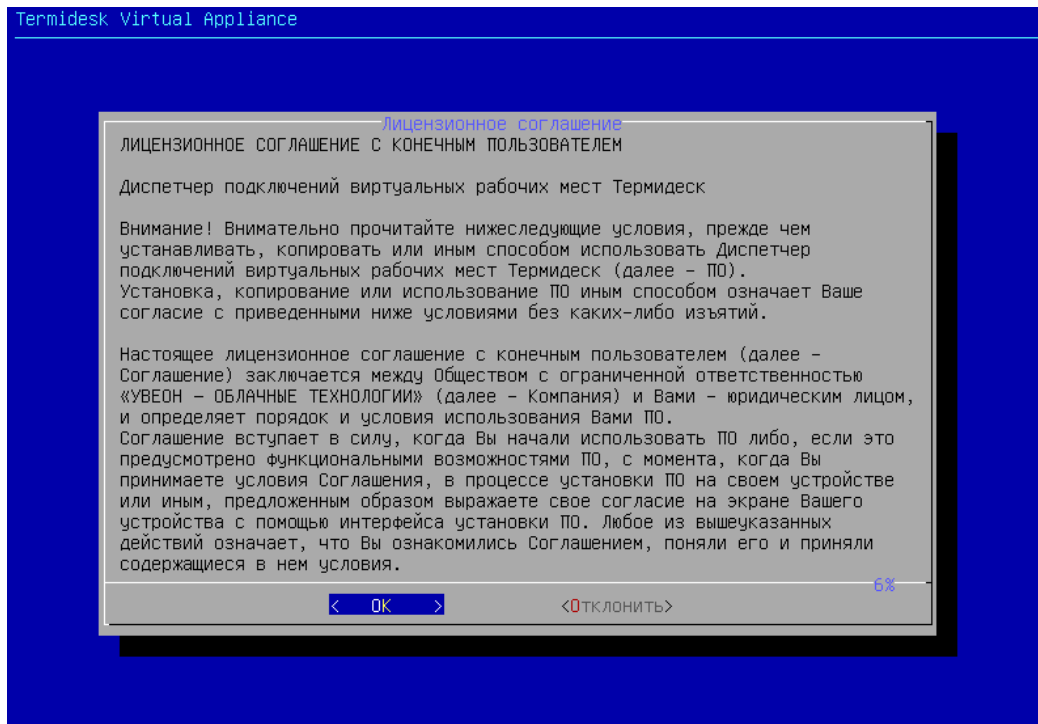 Termidesk Virtual Appliance
Лицензионное соглашение
ЛИЦЕНЗИОННОЕ СОГЛАШЕНИЕ С КОНЕЧНЫМ ПОЛЬЗОВАТЕЛЕМ
Диспетчер подключений виртуальных рабочих мест Термидеск
Внимание! Внимательно прочитайте нижеследующие условия, прежде чем
устанавливать, копировать или иным способом использовать Диспетчер
подключений виртуальных рабочих мест Термидеск (далее – ПО).
Установка, копирование или использование ПО иным способом означает Ваше
согласие с приведенными ниже условиями без каких-либо изъятий.
Настоящее лицензионное соглашение с конечным пользователем (далее –
Соглашение) заключается между Обществом с ограниченной ответственностью
«УВЕОН – ОБЛАЧНЫЕ ТЕХНОЛОГИИ» (далее – Компания) и Вами – юридическим лицом,
и определяет порядок и условия использования Вами ПО.
Соглашение вступает в силу, когда Вы начали использовать ПО либо, если это
предусмотрено функциональными возможностями ПО, с момента, когда Вы
принимаете условия Соглашения, в процессе установки ПО на своем устройстве
или иным, предложенным образом выражаете свое согласие на экране Вашего
устройства с помощью интерфейса установки ПО. Любое из вышеуказанных
действий означает, что Вы ознакомились Соглашением, поняли его и приняли
содержащиеся в нем условия.
6%
< OK > <Отклонить>